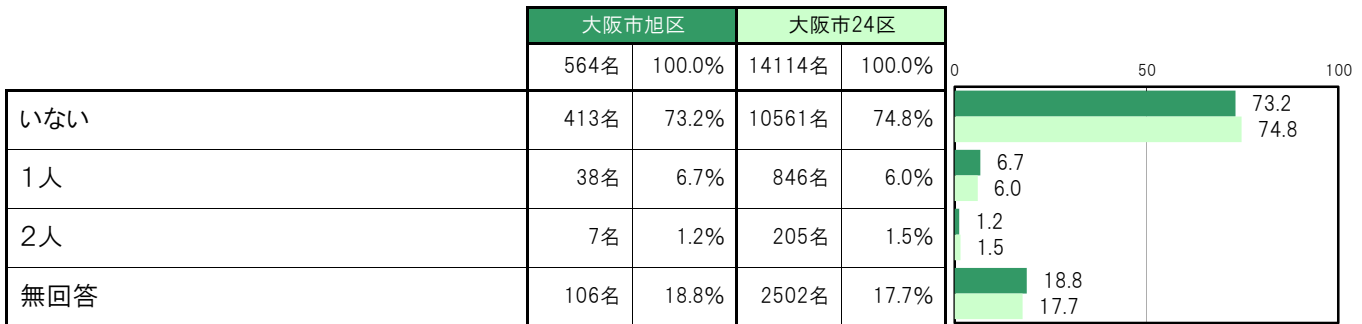 大阪市旭区 大阪市24区
564名 100.0% 14114名 100.0% 0 50 100
いない 413名 73.2% 10561名 74.8% 73.2
74.8
1人 38名 6.7% 846名 6.0% 6.7
6.0
2人 7名 1.2% 205名 1.5% 1.2
1.5
無回答 106名 18.8% 2502名 17.7% 18.8
17.7